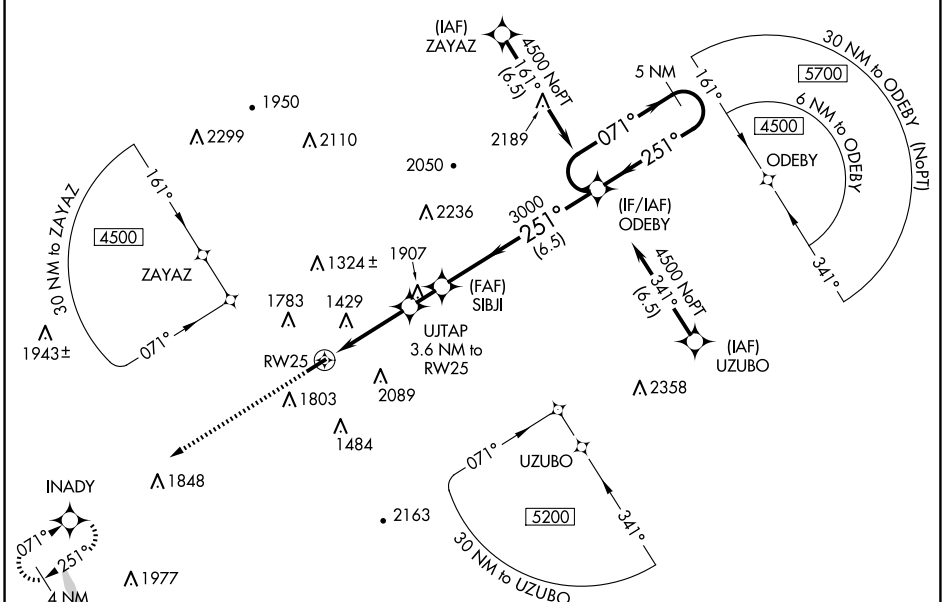 (IAF)
ZAYAZ
4500 NoPT
161°
(6.5)
2189
5 NM
071°
251°
30 NM to ODEBY
(NoPT)
5700
6 NM to ODEBY
4500
161°
ODEBY
341°
1950
2299
2110
2050
2236
30 NM to ZAYAZ
4500
161°
ZAYAZ
071°
1943±
3000
251°
(6.5)
(IF/IAF)
ODEBY
4500 NoPT
341°
(6.5)
(IAF)
UZUBO
1324±
1907
(FAF)
SIBJI
1783
1429
UJTAP
3.6 NM to
RW25
RW25
1803
2089
1484
2358
INADY
071°
251°
4 NM
1848
1977
2163
071°
UZUBO
5200
341°
30 NM to UZUBO